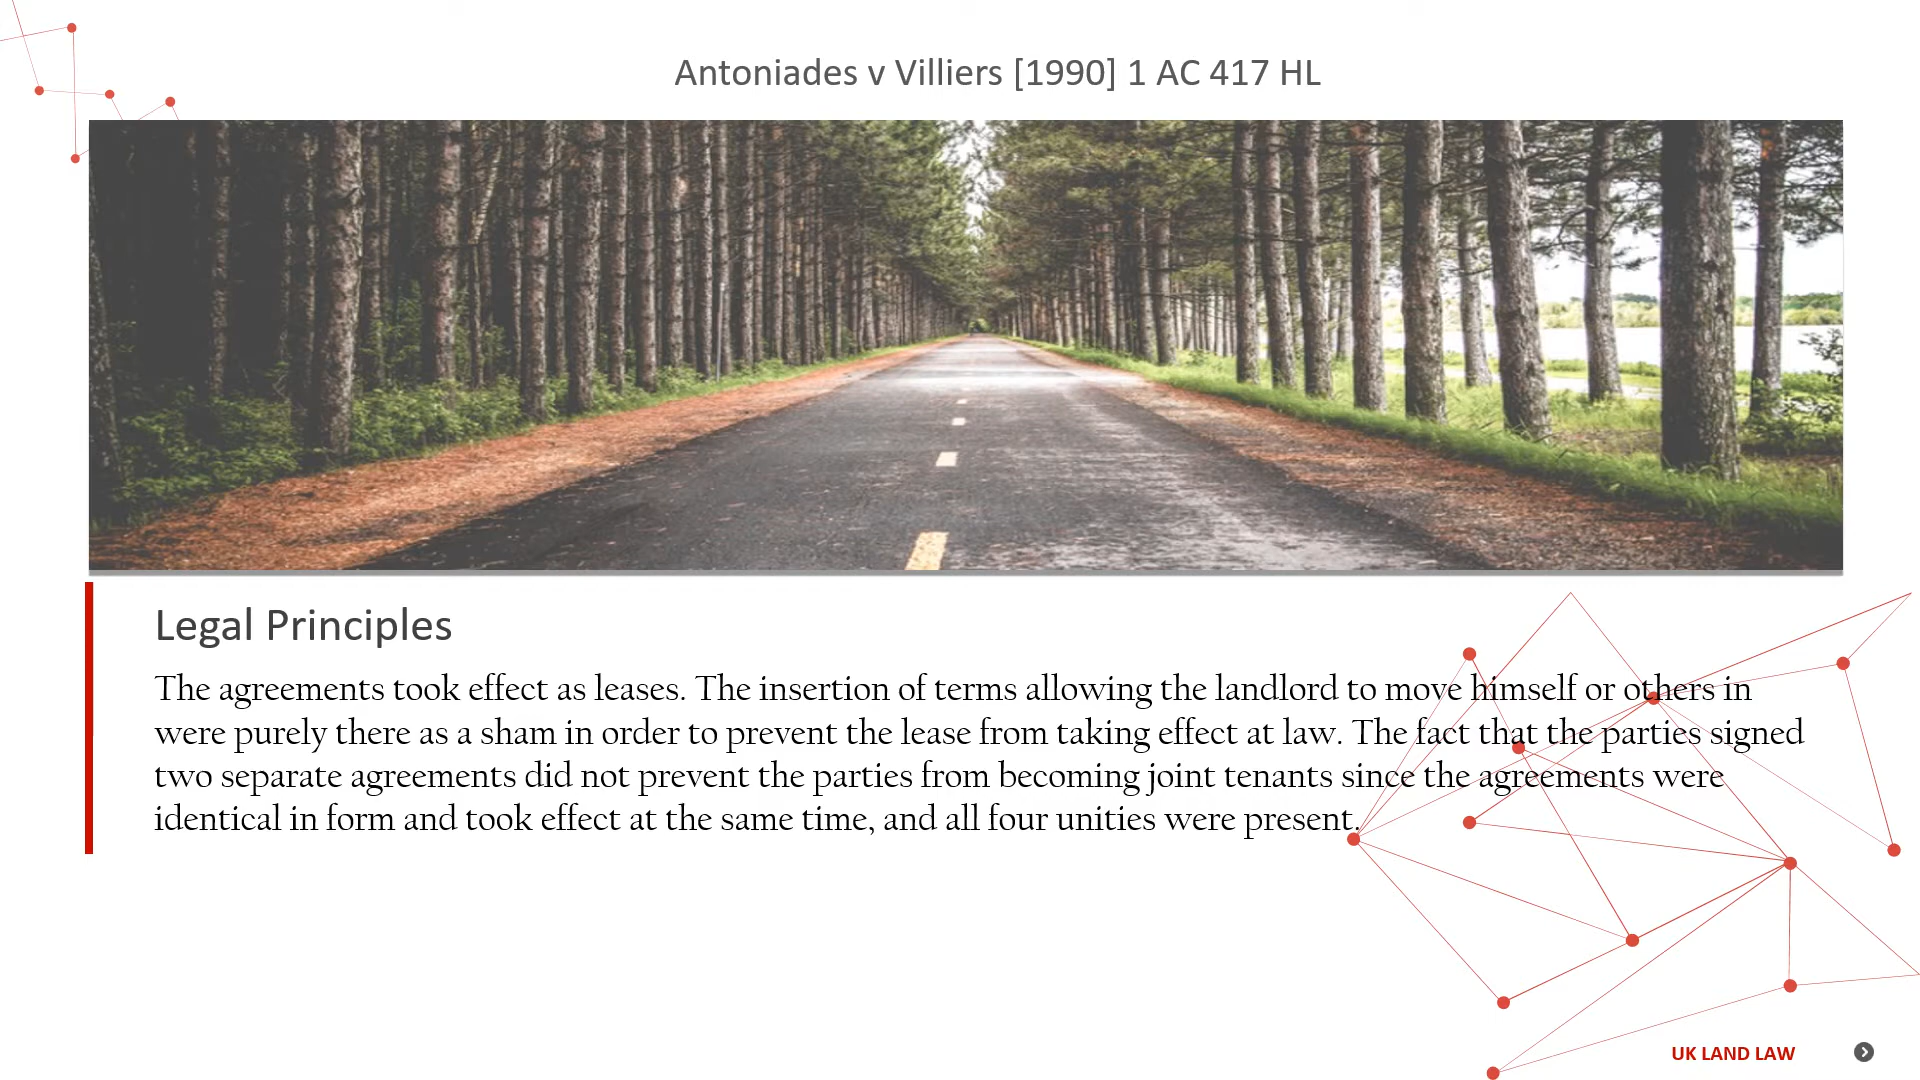 Antoniades v Villiers [1990] 1 AC 417 HL
Legal Principles
The agreements took effect as leases. The insertion of terms allowing the landlord to move himself or others in
were purely there as a sham in order to prevent the lease from taking effect at law. The fact that the parties signed
two separate agreements did not prevent the parties from becoming joint tenants since the agreements were
identical in form and took effect at the same time, and all four unities were present.
UK LAND LAW